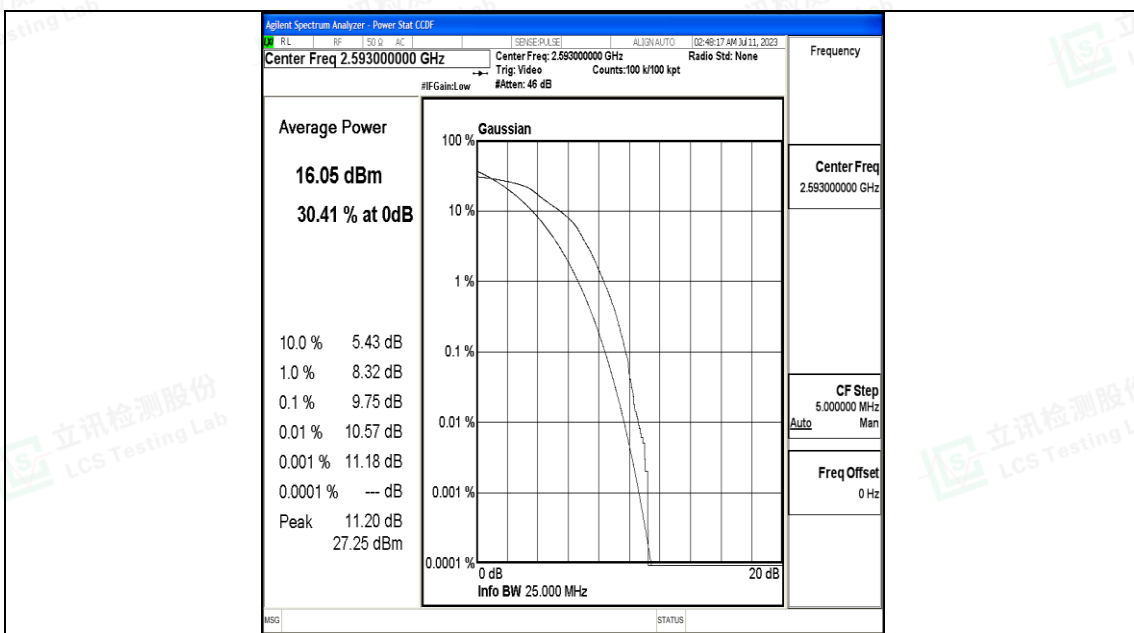 Agilent Spectrum Analyzer - Power Stat CCDF
RL RF 50 Ω AC SENSE:PULSE ALIGN AUTO 02:48:17 AM Jul 11, 2023
Center Freq 2.593000000 GHz
Center Freq: 2.593000000 GHz Radio Std: None
Trig: Video Counts:100 k/100 kpt
#IFGain:Low #Atten: 46 dB
Frequency
Average Power
16.05 dBm
30.41 % at 0dB
10.0 % 5.43 dB
1.0 % 8.32 dB
0.1 % 9.75 dB
0.01 % 10.57 dB
0.001 % 11.18 dB
0.0001 % --- dB
Peak 11.20 dB
27.25 dBm
Gaussian
100 %
10 %
1 %
0.1 %
0.01 %
0.001 %
0.0001 %
0 dB 20 dB
Info BW 25.000 MHz
Center Freq
2.593000000 GHz
CF Step
5.000000 MHz
Auto Man
Freq Offset
0 Hz
MSG STATUS
立讯检测股份
LCS Testing Lab
立讯检测股份
LCS Testing L